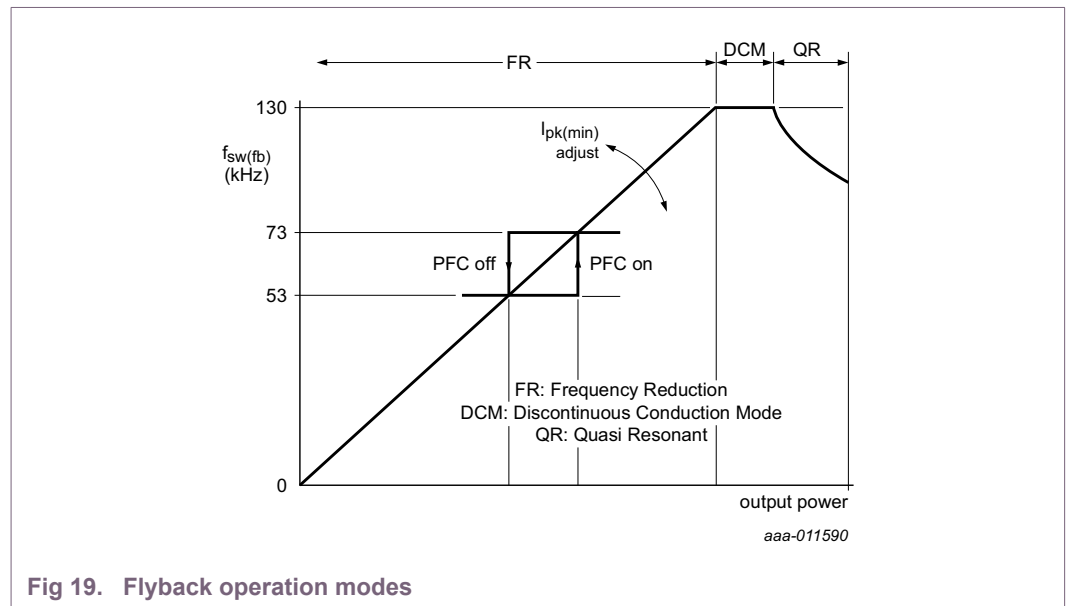 FR
DCM
QR
130
I_pk(min)
adjust
f_sw(fb)
(kHz)
73
PFC off
PFC on
53
FR: Frequency Reduction
DCM: Discontinuous Conduction Mode
QR: Quasi Resonant
0
output power
aaa-011590
Fig 19. Flyback operation modes